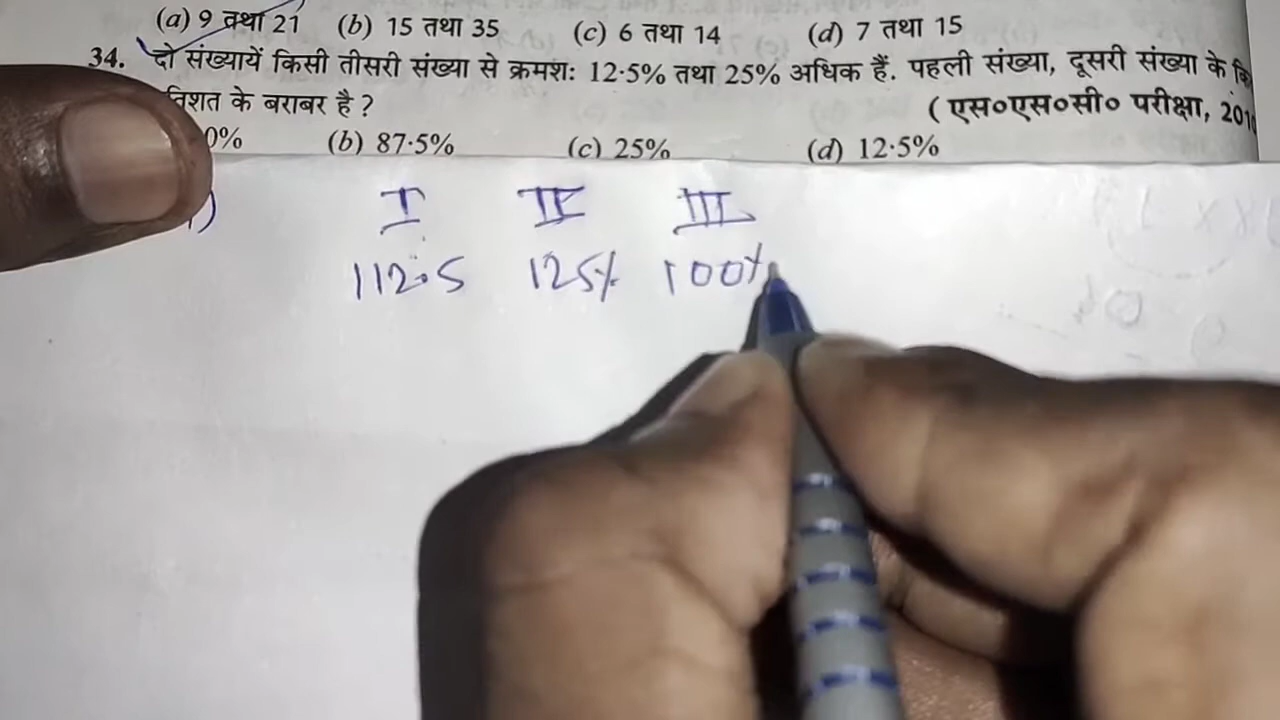 (a) 9 तथा 21 (b) 15 तथा 35 (c) 6 तथा 14 (d) 7 तथा 15
34. दो संख्यायें किसी तीसरी संख्या से क्रमशः 12·5% तथा 25% अधिक हैं. पहली संख्या, दूसरी संख्या के
के बराबर है ? (एस०एस०सी० परीक्षा,
0% (b) 87·5% (c) 25% (d) 12·5%
I II III
112.5 125% 100%